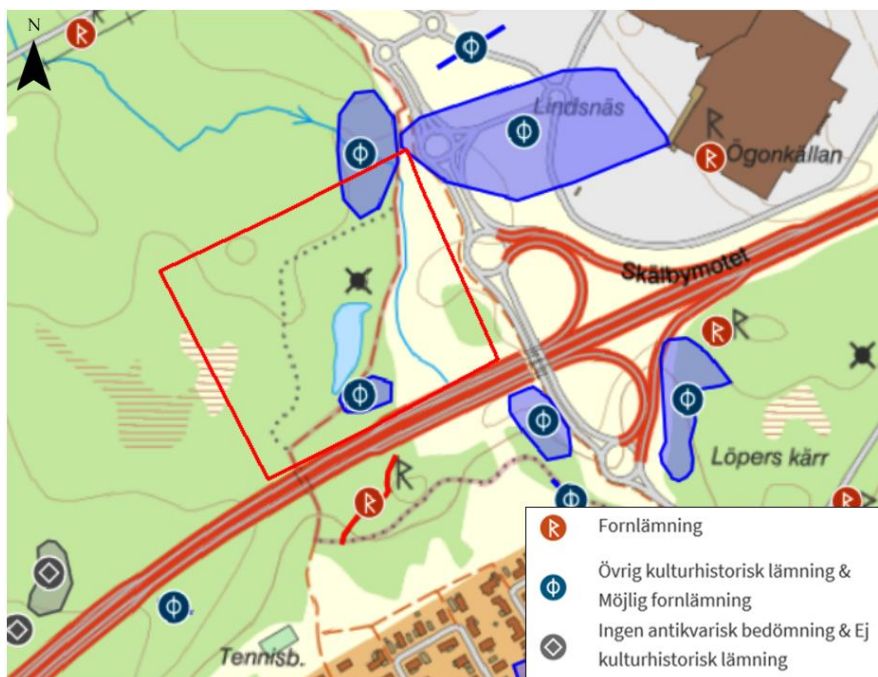 N
Lindsnäs
Ögonkällan
Skälbymotet
Löpers kärr
Tennisb.
Fornlämning
Övrig kulturhistorisk lämning &
Möjlig fornlämning
Ingen antikvarisk bedömning & Ej
kulturhistorisk lämning